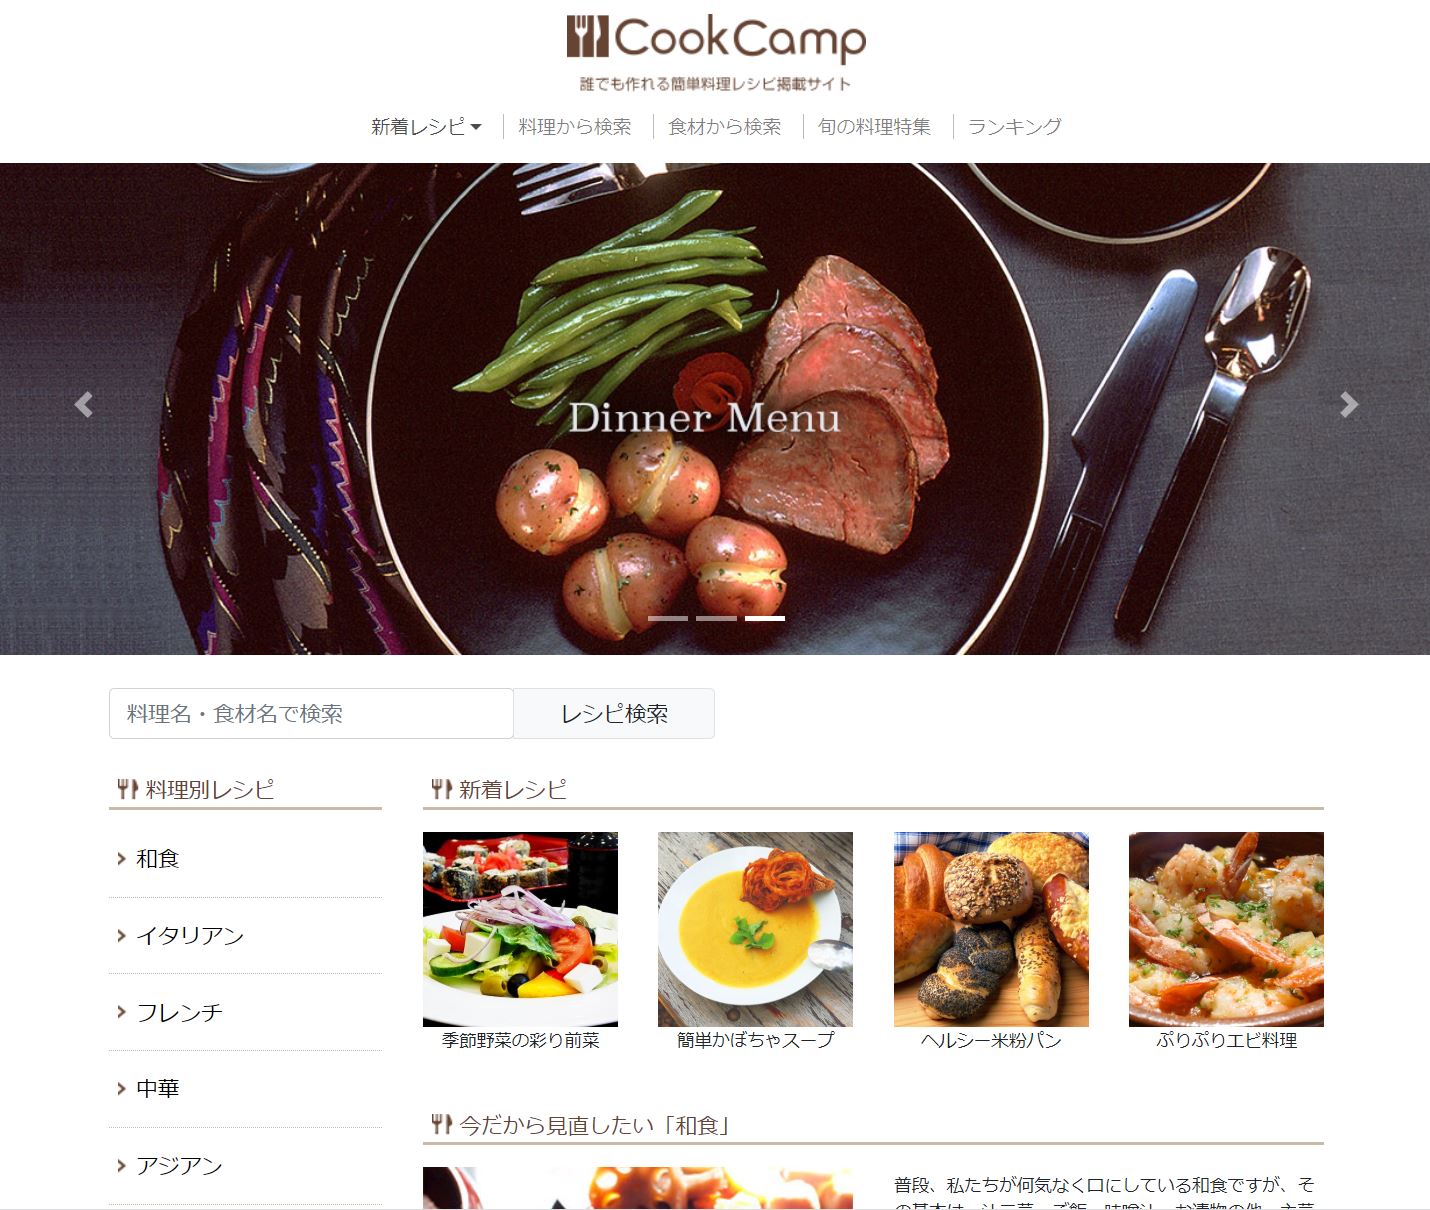 CookCamp
誰でも作れる簡単料理レシピ掲載サイト
新着レシピ 料理から検索 食材から検索 旬の料理特集 ランキング
Dinner Menu
料理名・食材名で検索 レシピ検索
料理別レシピ
和食
イタリアン
フレンチ
中華
アジアン
新着レシピ
季節野菜の彩り前菜 簡単かぼちゃスープ ヘルシー米粉パン ぷりぷりエビ料理
今だから見直したい「和食」
普段、私たちが何気なく口にしている和食ですが、そ